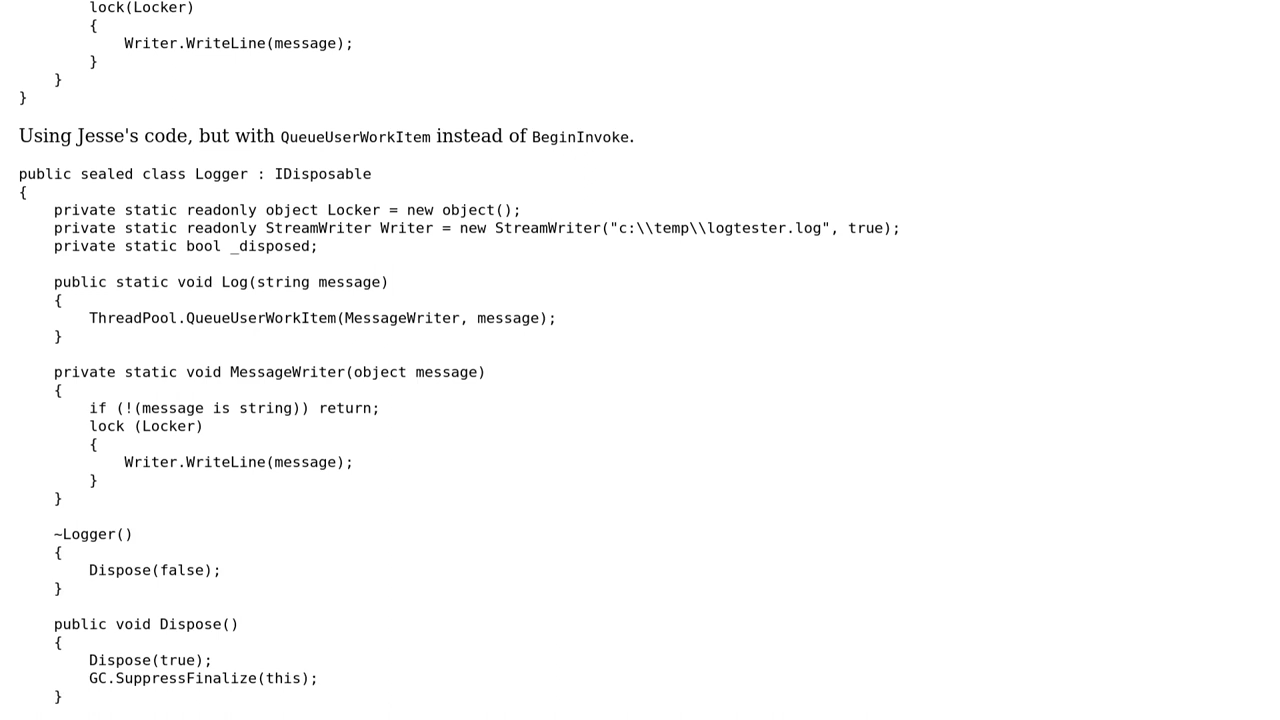 lock(Locker)
        {
            Writer.WriteLine(message);
        }
    }
}
Using Jesse's code, but with QueueUserWorkItem instead of BeginInvoke.
public sealed class Logger : IDisposable
{
    private static readonly object Locker = new object();
    private static readonly StreamWriter Writer = new StreamWriter("c:\\temp\\logtester.log", true);
    private static bool _disposed;

    public static void Log(string message)
    {
        ThreadPool.QueueUserWorkItem(MessageWriter, message);
    }

    private static void MessageWriter(object message)
    {
        if (!(message is string)) return;
        lock (Locker)
        {
            Writer.WriteLine(message);
        }
    }

    ~Logger()
    {
        Dispose(false);
    }

    public void Dispose()
    {
        Dispose(true);
        GC.SuppressFinalize(this);
    }